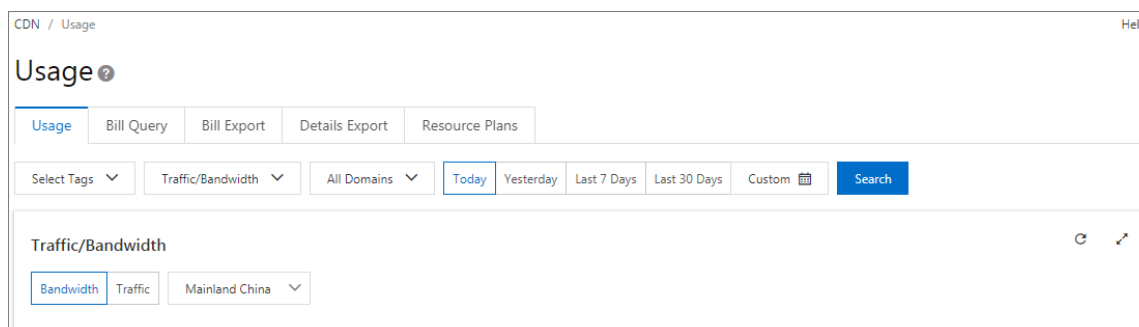 CDN / Usage
Usage
Usage Bill Query Bill Export Details Export Resource Plans
Select Tags Traffic/Bandwidth All Domains Today Yesterday Last 7 Days Last 30 Days Custom Search
Traffic/Bandwidth
Bandwidth Traffic Mainland China